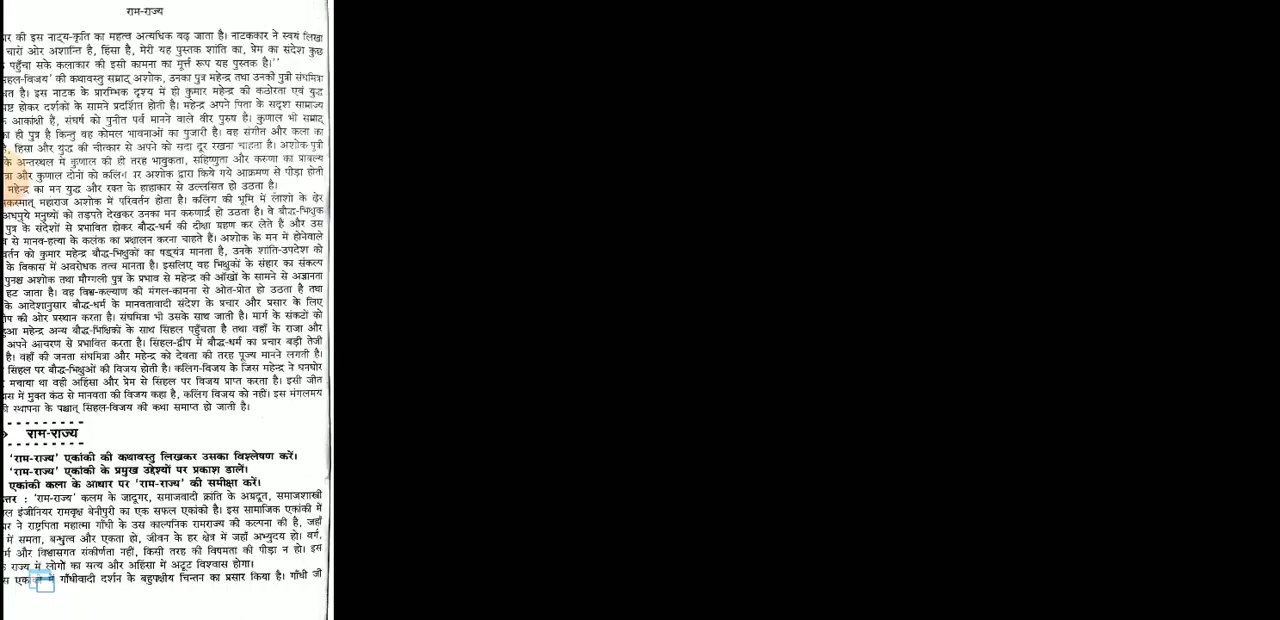 राम-राज्य
की इस नाट्य-कृति का महत्व अत्यधिक बढ़ जाता है। नाटककार ने स्वयं लिखा
चारों ओर अशान्ति है, हिंसा है, मेरी यह पुस्तक शांति का, प्रेम का संदेश कुछ
पहुँचा सके कलाकार की इसी कामना का मूर्त्त रूप यह पुस्तक है।''
की कथावस्तु सम्राट् अशोक, उनका पुत्र महेन्द्र तथा उनकी पुत्री संघमित्रा
है। इस नाटक के प्रारम्भिक दृश्य में ही कुमार महेन्द्र की कठोरता एवं युद्ध
होकर दर्शकों के सामने प्रदर्शित होती है। महेन्द्र अपने पिता के सदृश साम्राज्य
आकांक्षी हैं, संघर्ष को पुनीत पर्व मानने वाले वीर पुरुष है। कुणाल भी सम्राट्
ही पुत्र है किन्तु वह कोमल भावनाओं का पुजारी है। वह संगीत और कला का
है, हिंसा और युद्ध की चीत्कार से अपने को सदा दूर रखना चाहता है। अशोक-पुत्री
के अन्तस्थल में कुणाल की ही तरह भावुकता, सहिष्णुता और करुणा का प्राबल्य
और कुणाल दोनों को कलिंग पर अशोक द्वारा किये गये आक्रमण से पीड़ा होती
महेन्द्र का मन युद्ध और रक्त के हाहाकार से उल्लसित हो उठता है।
महाराज अशोक में परिवर्तन होता है। कलिंग की भूमि में लाशों के ढेर
मनुष्यों को तड़पते देखकर उनका मन करुणार्द्र हो उठता है। वे बौद्ध-भिक्षुक
पुत्र के संदेशों से प्रभावित होकर बौद्ध-धर्म की दीक्षा ग्रहण कर लेते हैं और उस
से मानव-हत्या के कलंक का प्रक्षालन करना चाहते हैं। अशोक के मन में होनेवाले
को कुमार महेन्द्र बौद्ध-भिक्षुकों का षड्यंत्र मानता है, उनके शांति-उपदेश को
के विकास में अवरोधक तत्व मानता है। इसलिए वह भिक्षुकों के संहार का संकल्प
पुनश्च अशोक तथा मौग्गली पुत्र के प्रभाव से महेन्द्र की आँखों के सामने से अज्ञानता
हट जाता है। वह विश्व-कल्याण की मंगल-कामना से ओत-प्रोत हो उठता है तथा
के आदेशानुसार बौद्ध-धर्म के मानवतावादी संदेश के प्रचार और प्रसार के लिए
की ओर प्रस्थान करता है। संघमित्रा भी उसके साथ जाती है। मार्ग के संकटों को
महेन्द्र अन्य बौद्ध-भिक्षिकों के साथ सिंहल पहुँचता है तथा वहाँ के राजा और
अपने आचरण से प्रभावित करता है। सिंहल-द्वीप में बौद्ध-धर्म का प्रचार बड़ी तेजी
है। वहाँ की जनता संघमित्रा और महेन्द्र को देवता की तरह पूज्य मानने लगती है।
सिंहल पर बौद्ध-भिक्षुओं की विजय होती है। कलिंग-विजय के जिस महेन्द्र ने घनघोर
मचाया था वही अहिंसा और प्रेम से सिंहल पर विजय प्राप्त करता है। इसी जीत
में मुक्त कंठ से मानवता की विजय कहा है, कलिंग विजय को नहीं। इस मंगलमय
स्थापना के पश्चात् सिंहल-विजय की कथा समाप्त हो जाती है।
राम-राज्य
'राम-राज्य' एकांकी की कथावस्तु लिखकर उसका विश्लेषण करें।
'राम-राज्य' एकांकी के प्रमुख उद्देश्यों पर प्रकाश डालें।
एकांकी कला के आधार पर 'राम-राज्य' की समीक्षा करें।
: 'राम-राज्य' कलम के जादूगर, समाजवादी क्रांति के अग्रदूत, समाजशास्त्री
इंजीनियर रामवृक्ष बेनीपुरी का एक सफल एकांकी है। इस सामाजिक एकांकी में
ने राष्ट्रपिता महात्मा गाँधी के उस काल्पनिक रामराज्य की कल्पना की है, जहाँ
में समता, बन्धुत्व और एकता हो, जीवन के हर क्षेत्र में जहाँ अभ्युदय हो। वर्ग,
और विश्वासगत संकीर्णता नहीं, किसी तरह की विषमता की पीड़ा न हो। इस
राज्य में लोगों का सत्य और अहिंसा में अटूट विश्वास होगा।
गाँधीवादी दर्शन के बहुपक्षीय चिन्तन का प्रसार किया है। गाँधी जी